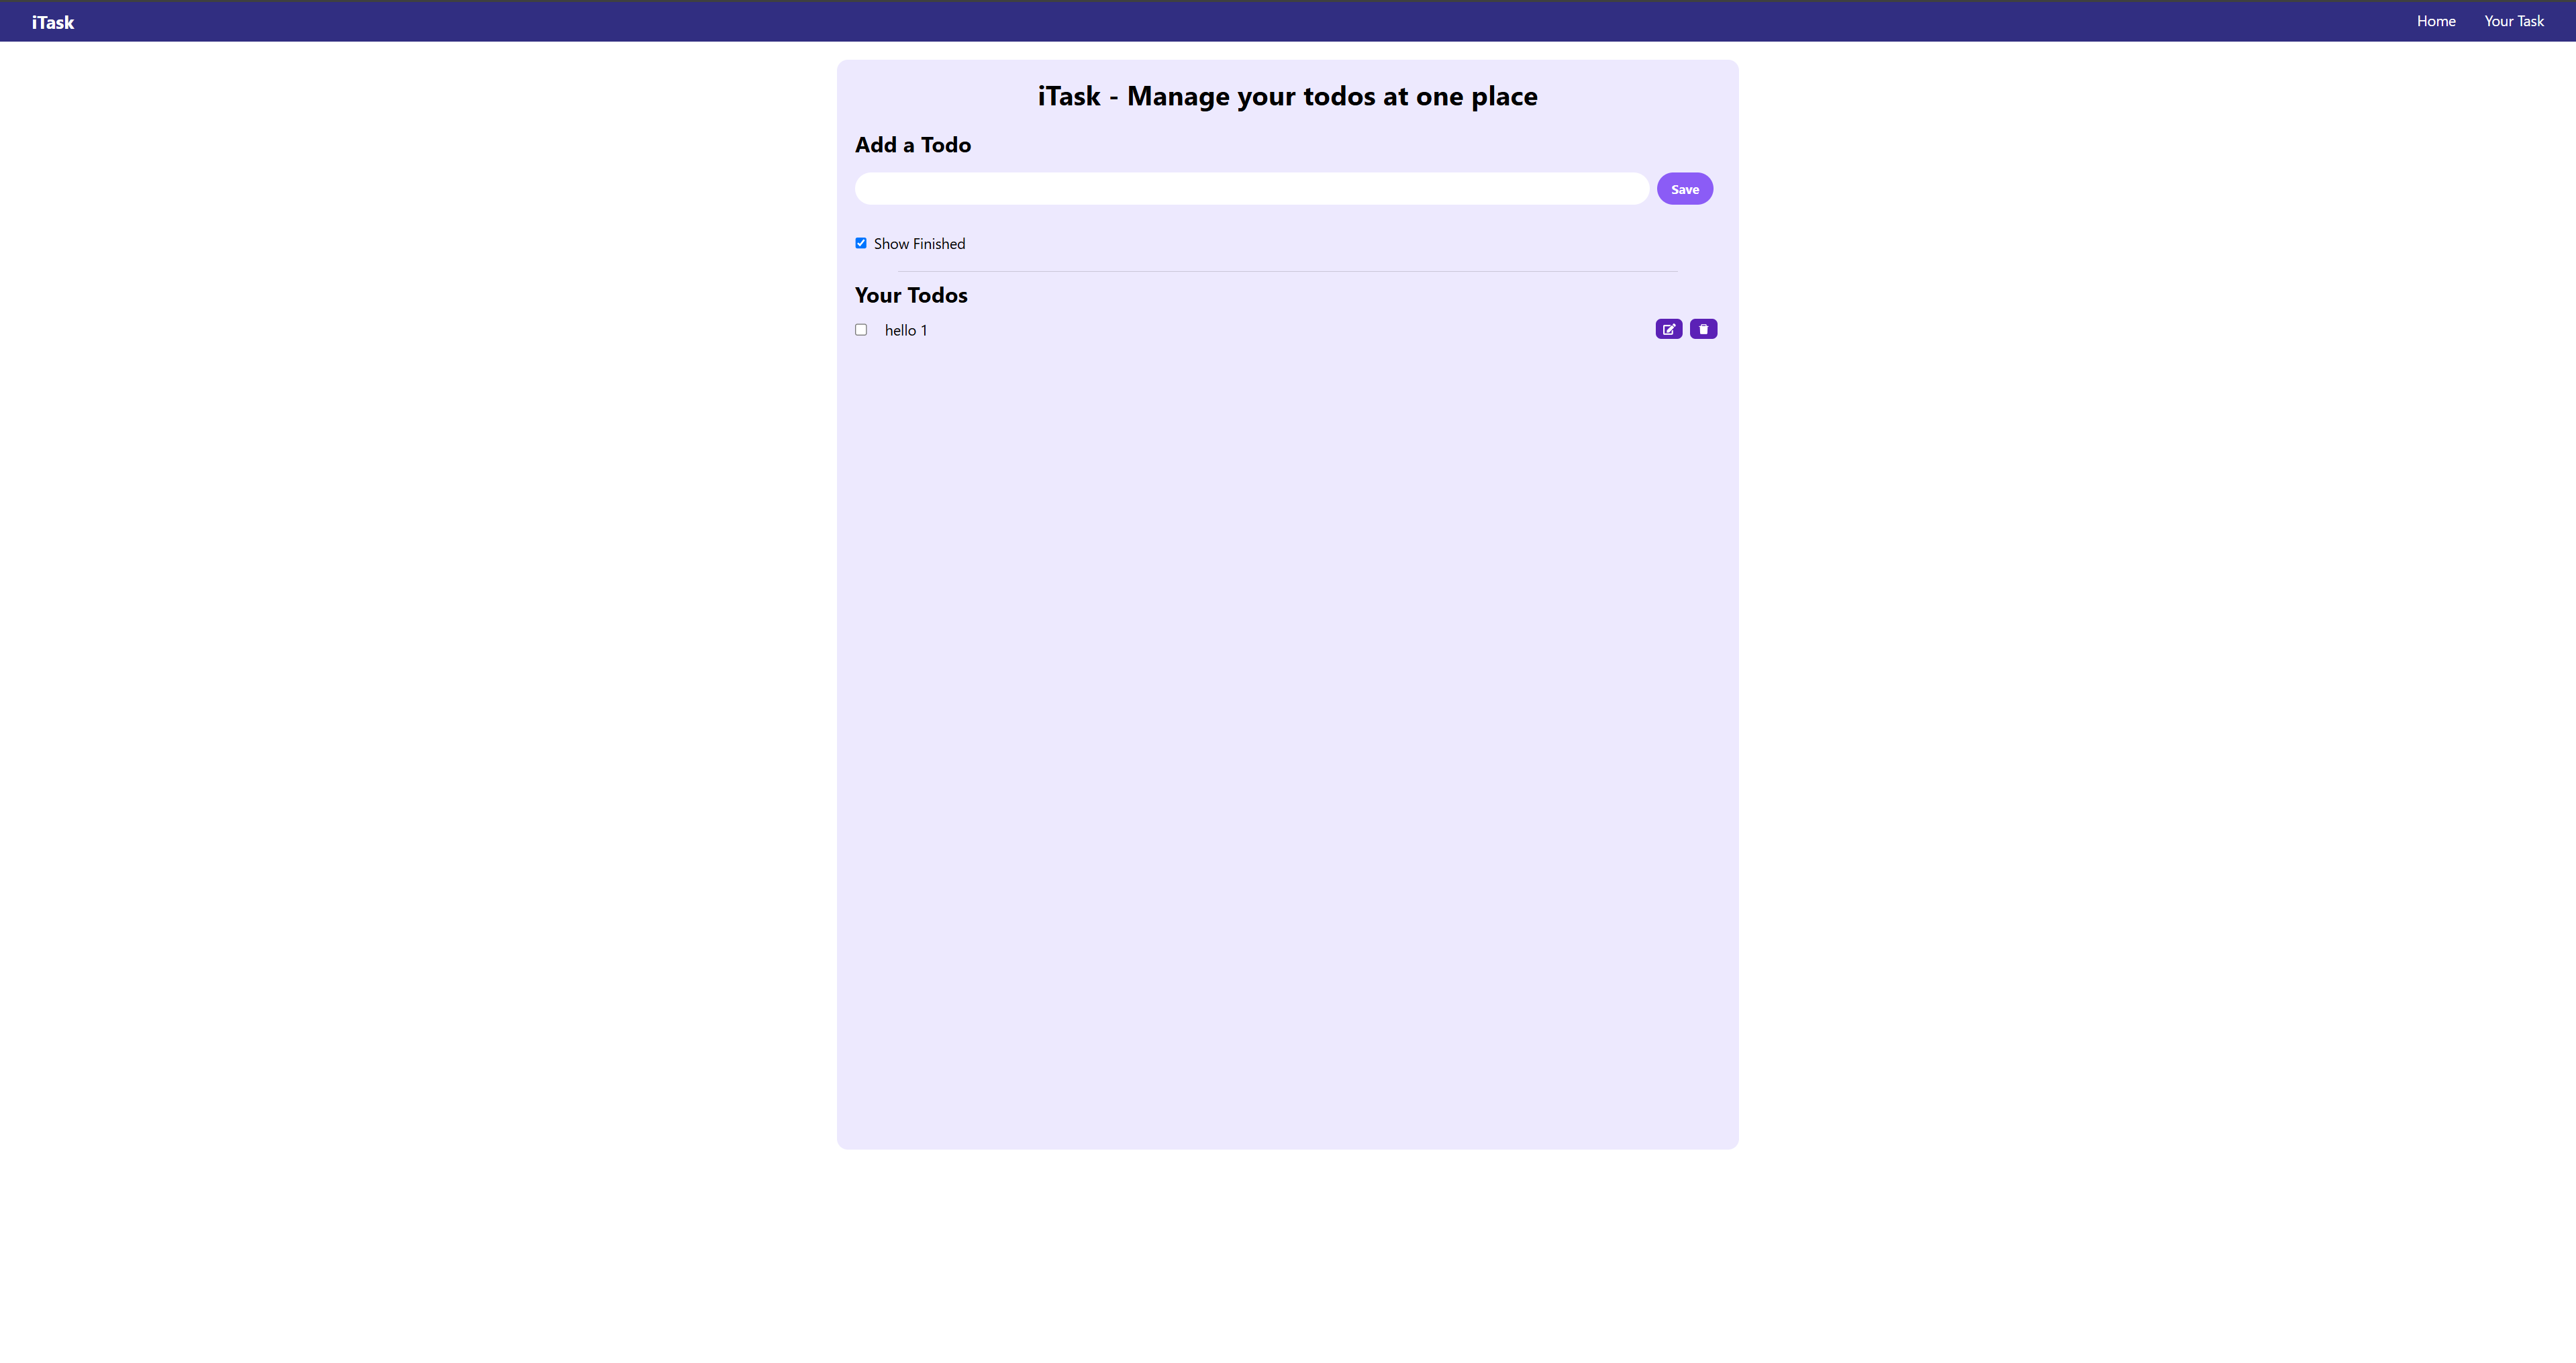 iTask
Home
Your Task
iTask - Manage your todos at one place
Add a Todo
Save
Show Finished
Your Todos
hello 1